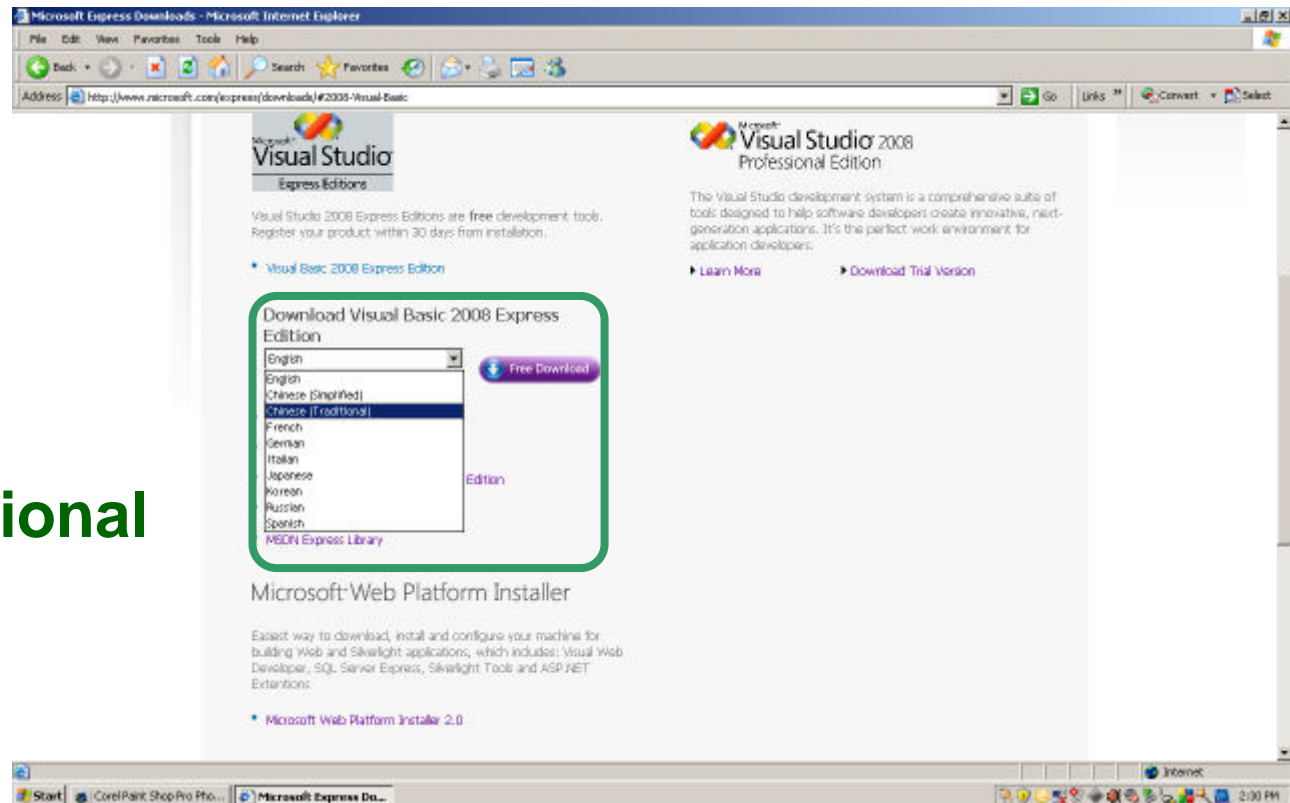 Microsoft Express Downloads - Microsoft Internet Explorer
File Edit View Favorites Tools Help
Back Search Favorites
Address http://www.microsoft.com/express/downloads/#2008-Visual-Basic Go Links » Convert Select
Microsoft
Visual Studio
Express Editions
Visual Studio 2008 Express Editions are free development tools.
Register your product within 30 days from installation.
Visual Basic 2008 Express Edition
Download Visual Basic 2008 Express
Edition
English
Free Download
English
Chinese (Simplified)
Chinese (Traditional)
French
German
Italian
Japanese
Korean
Russian
Spanish
Edition
MSDN Express Library
Microsoft Web Platform Installer
Easiest way to download, install and configure your machine for
building Web and Silverlight applications, which includes: Visual Web
Developer, SQL Server Express, Silverlight Tools and ASP.NET
Extentions
Microsoft Web Platform Installer 2.0
Microsoft
Visual Studio 2008
Professional Edition
The Visual Studio development system is a comprehensive suite of
tools designed to help software developers create innovative, next-
generation applications. It's the perfect work environment for
application developers.
Learn More Download Trial Version
ional
Internet
Start Corel Paint Shop Pro Pho... Microsoft Express Do... 2:30 PM